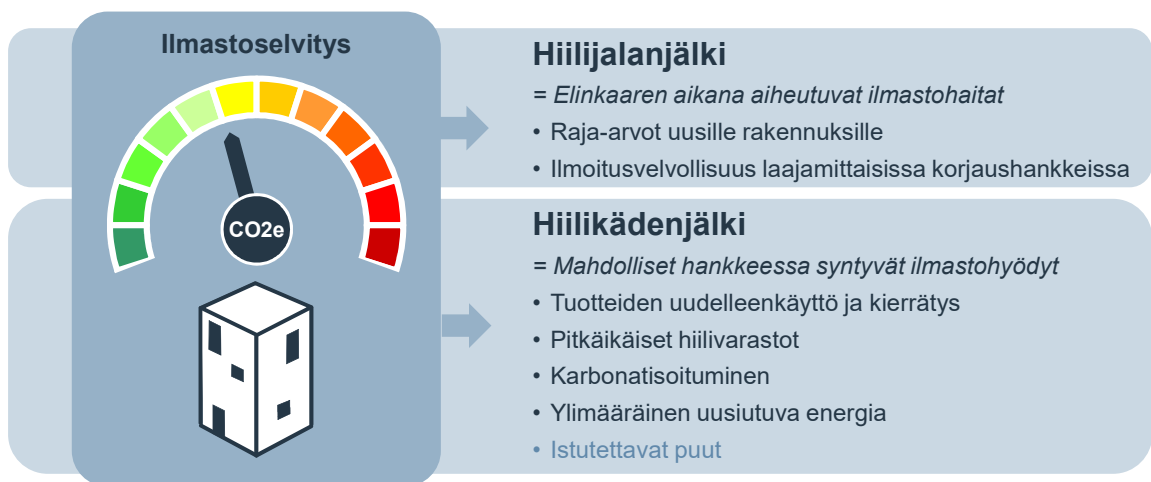 Ilmastoselvitys
CO2e
Hiilijalanjälki
= Elinkaaren aikana aiheutuvat ilmastohaitat
• Raja-arvot uusille rakennuksille
• Ilmoitusvelvollisuus laajamittaisissa korjaushankkeissa
Hiilikädenjälki
= Mahdolliset hankkeessa syntyvät ilmastohyödyt
• Tuotteiden uudelleenkäyttö ja kierrätys
• Pitkäikäiset hiilivarastot
• Karbonatisoituminen
• Ylimääräinen uusiutuva energia
• Istutettavat puut